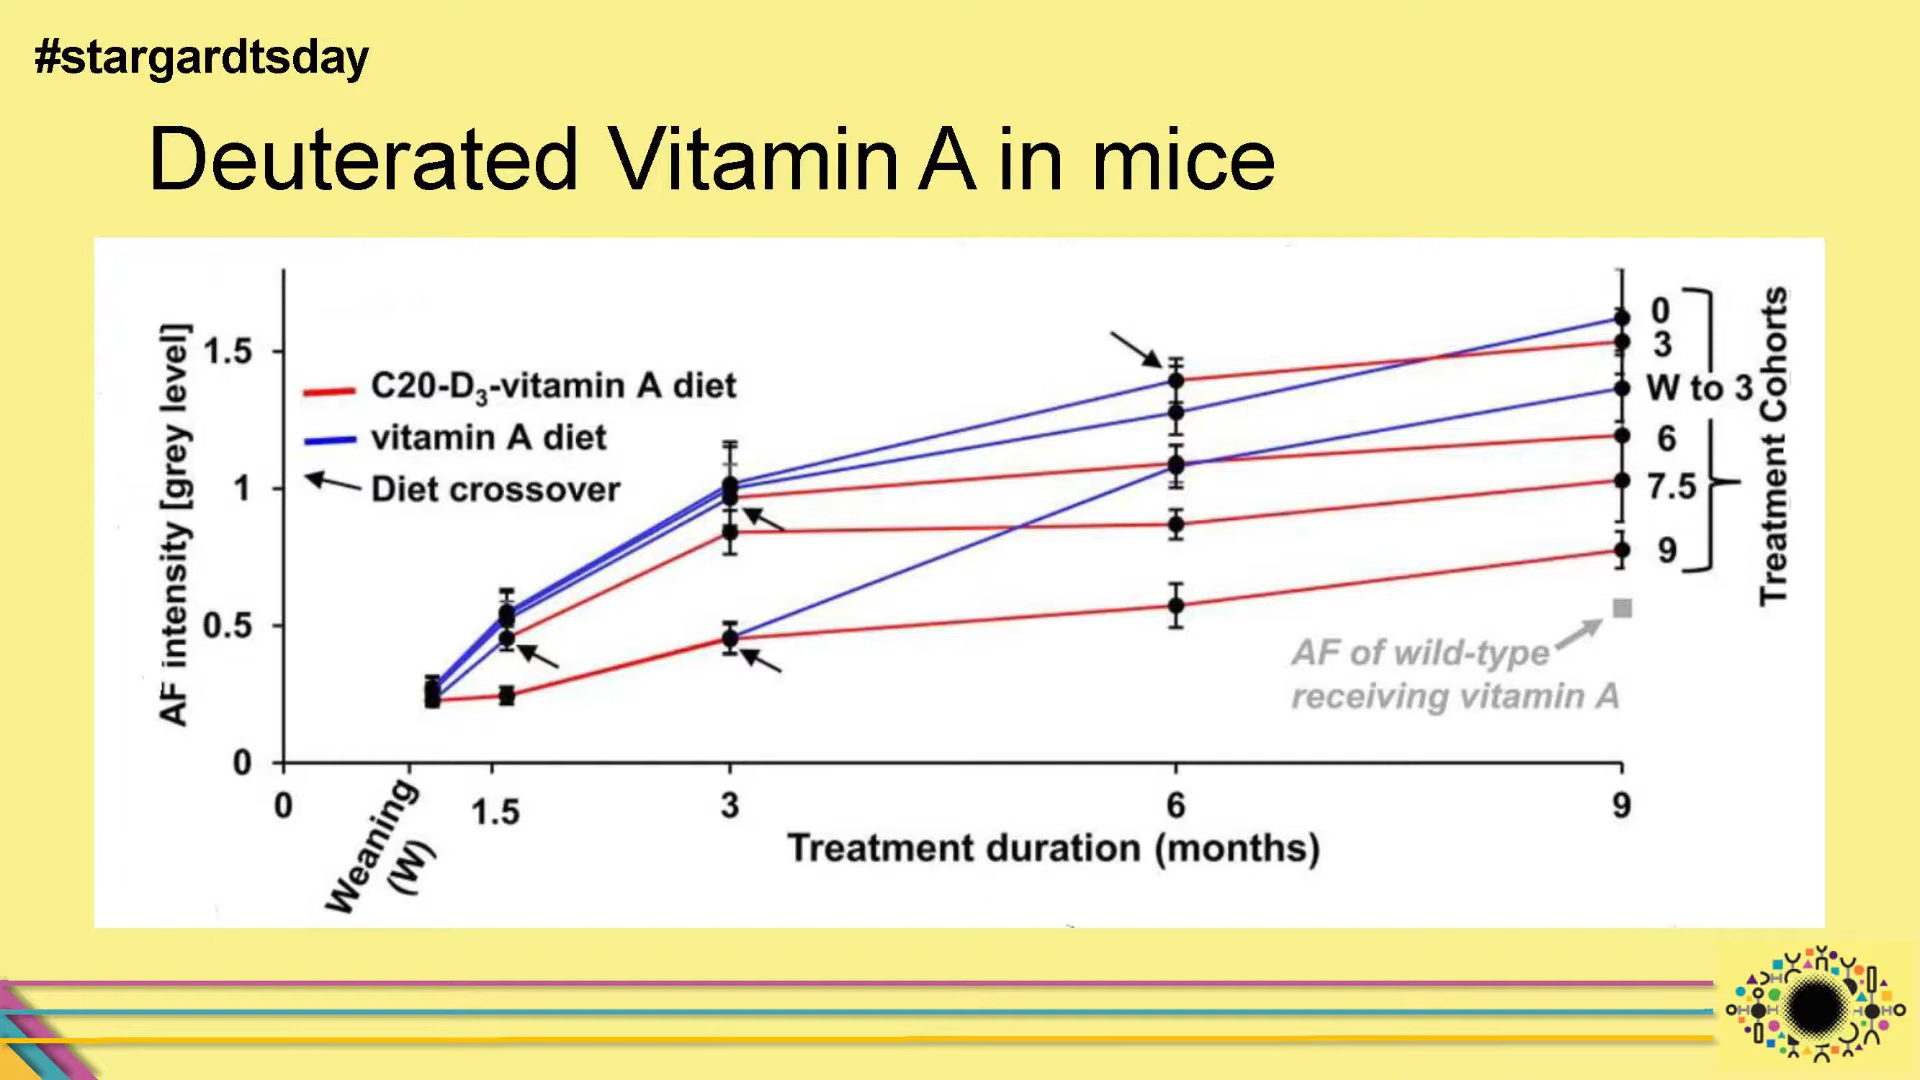 #stargardtsday
Deuterated Vitamin A in mice
AF intensity [grey level]
1.5
1
0.5
0
C20-D₃-vitamin A diet
vitamin A diet
Diet crossover
0
3
W to 3
6
7.5
9
Treatment Cohorts
AF of wild-type
receiving vitamin A
0
Weaning
(W)
1.5
3
6
9
Treatment duration (months)